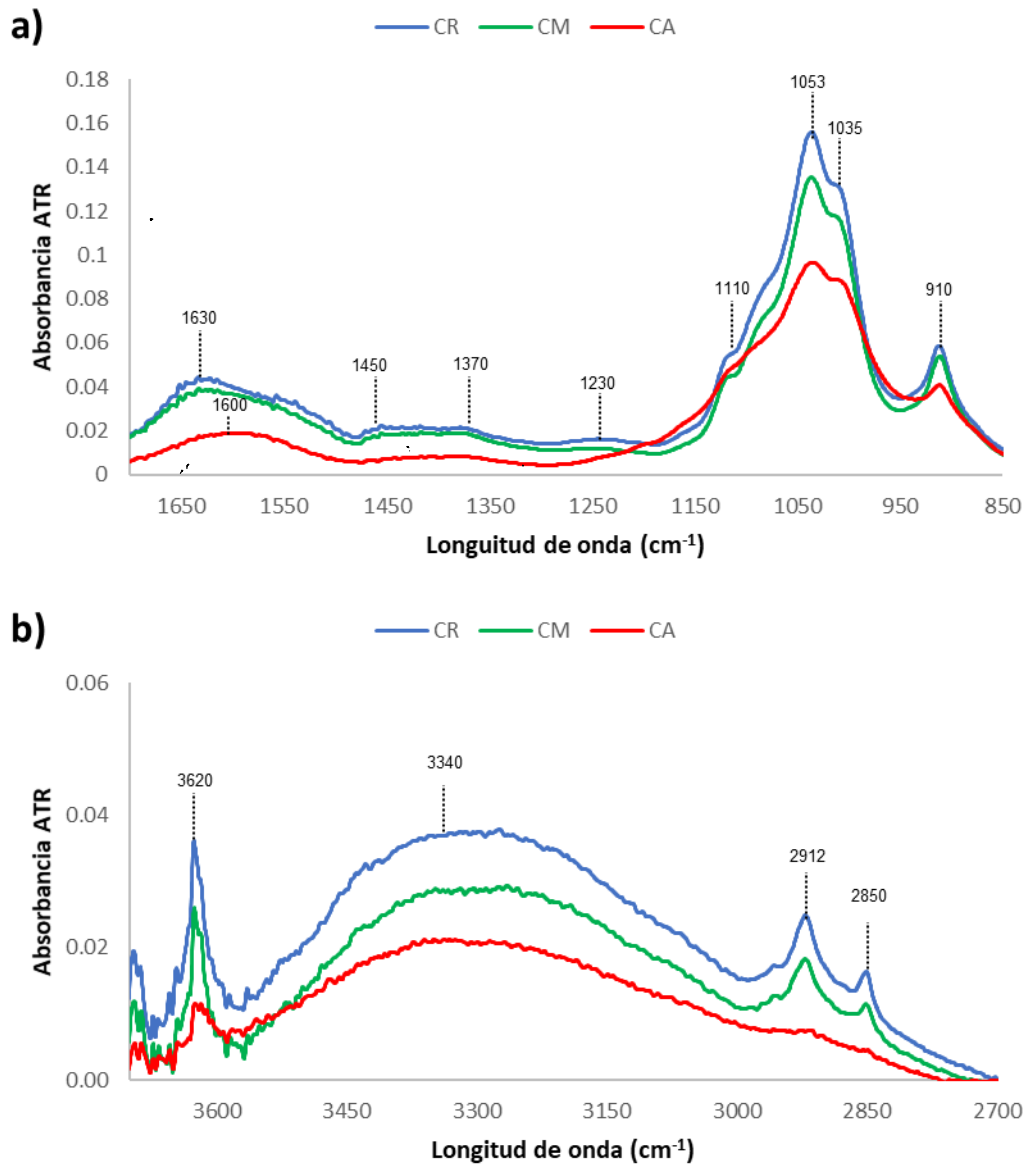 a)
CR CM CA
0.18
0.16
0.14
0.12
0.1
0.08
0.06
0.04
0.02
0
Absorbancia ATR
1630
1600
1450
1370
1230
1110
1053
1035
910
1650 1550 1450 1350 1250 1150 1050 950 850
Longuitud de onda (cm-1)
b)
CR CM CA
0.06
0.04
0.02
0.00
Absorbancia ATR
3620
3340
2912
2850
3600 3450 3300 3150 3000 2850 2700
Longitud de onda (cm-1)